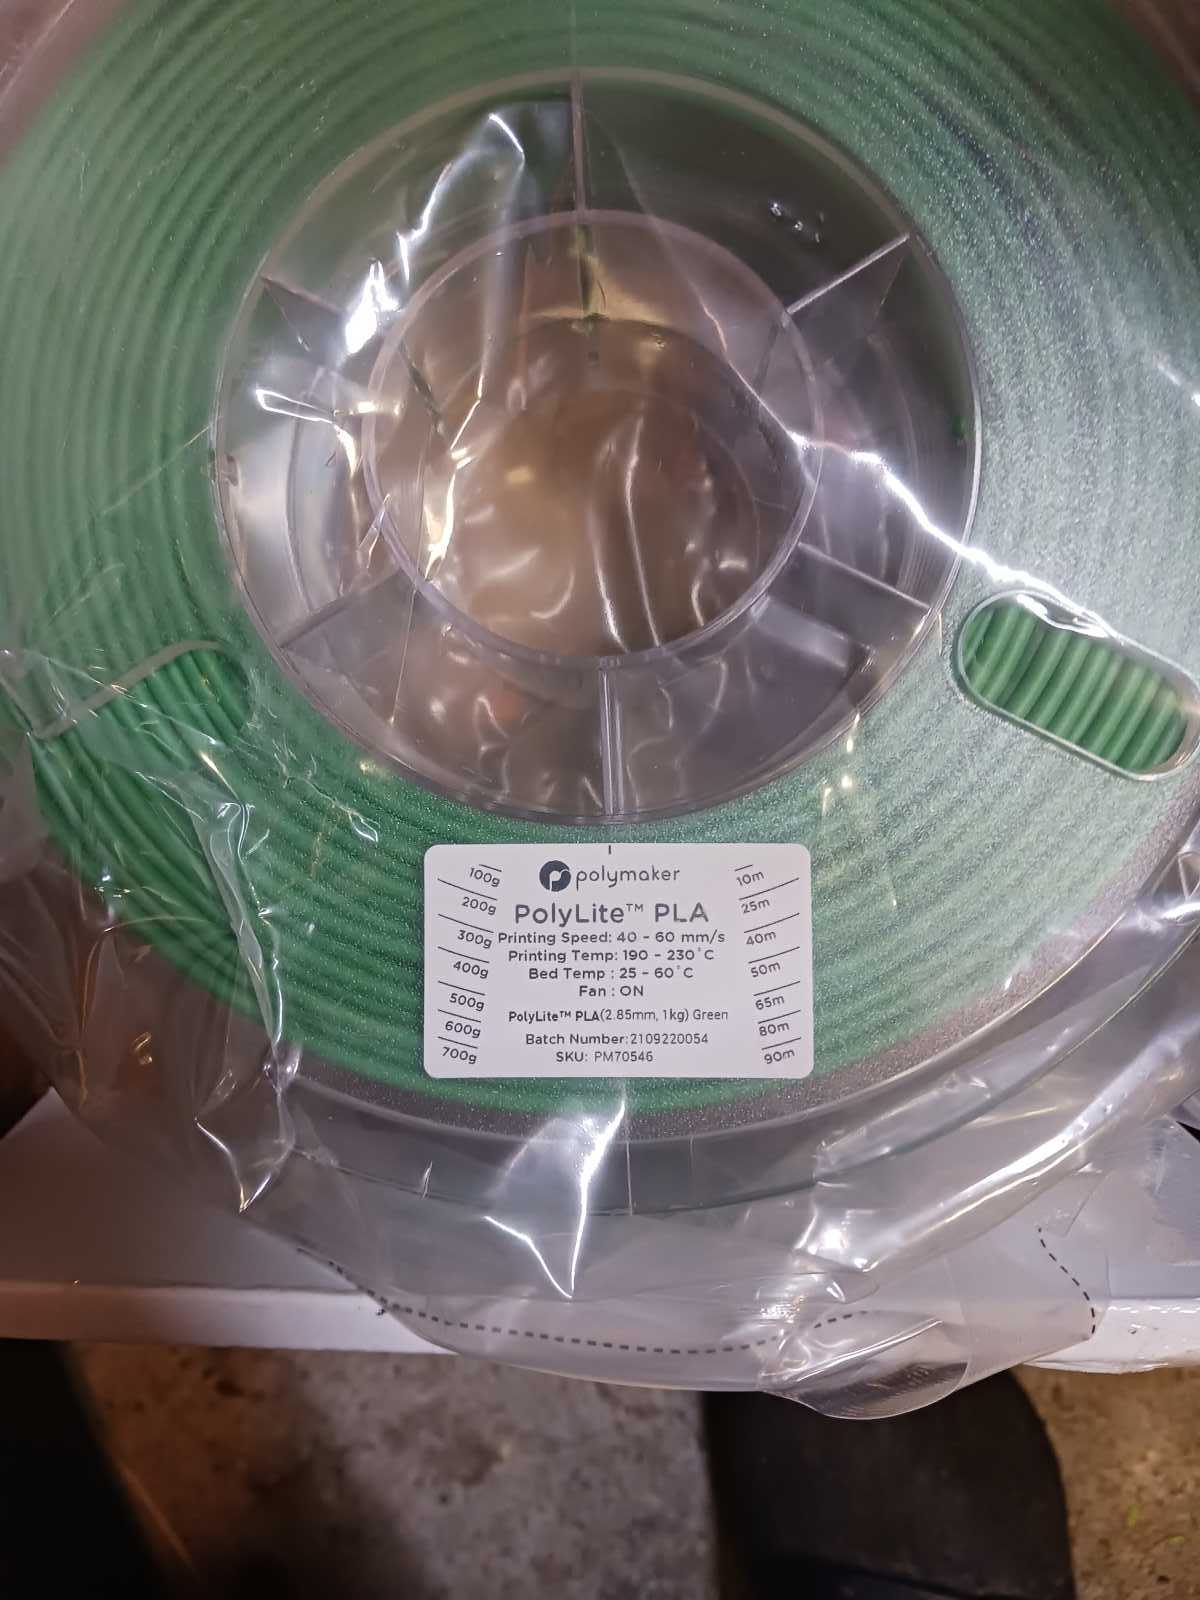 polymaker
PolyLite™ PLA
Printing Speed: 40 - 60 mm/s
Printing Temp: 190 - 230°C
Bed Temp : 25 - 60°C
Fan : ON
PolyLite™ PLA(2.85mm, 1kg) Green
Batch Number:2109220054
SKU: PM70546
100g
200g
300g
400g
500g
600g
700g
10m
25m
40m
50m
65m
80m
90m